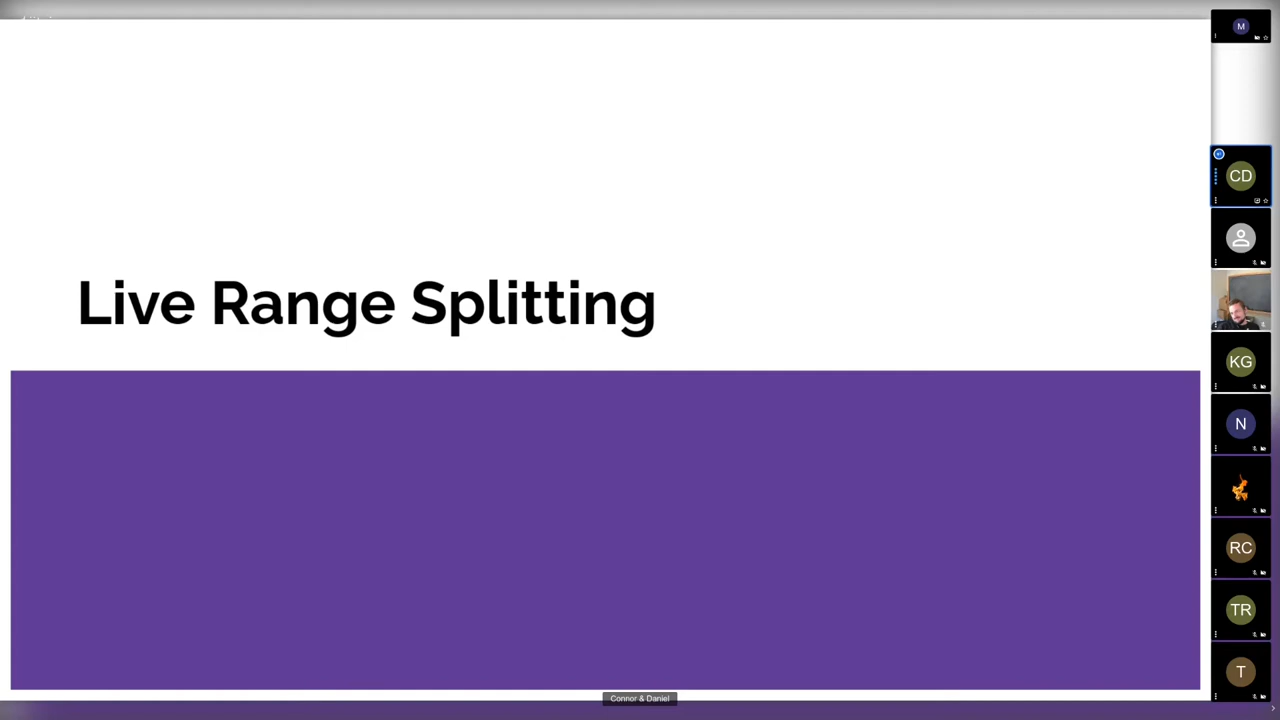 Live Range Splitting
Connor & Daniel
M
CD
KG
N
RC
TR
T